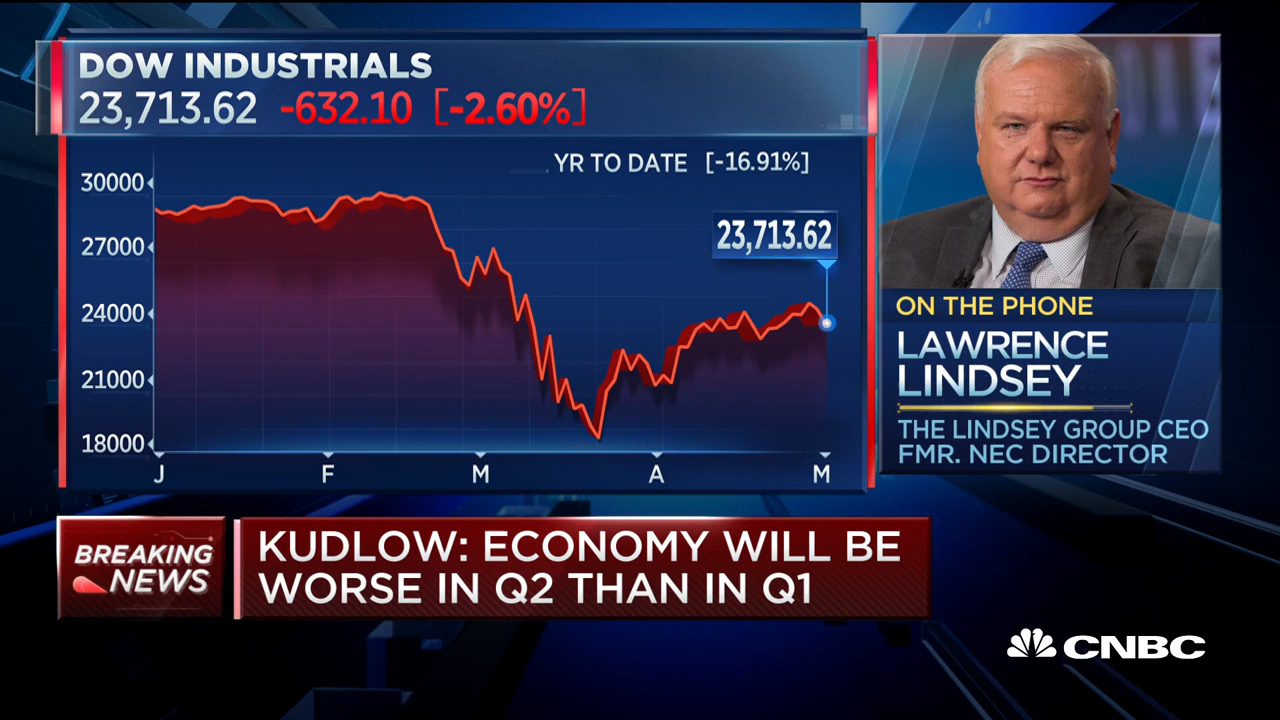 DOW INDUSTRIALS
23,713.62 -632.10 [-2.60%]
YR TO DATE [-16.91%]
30000
27000
24000
21000
18000
23,713.62
J F M A M
ON THE PHONE
LAWRENCE
LINDSEY
THE LINDSEY GROUP CEO
FMR. NEC DIRECTOR
BREAKING
NEWS
KUDLOW: ECONOMY WILL BE
WORSE IN Q2 THAN IN Q1
CNBC